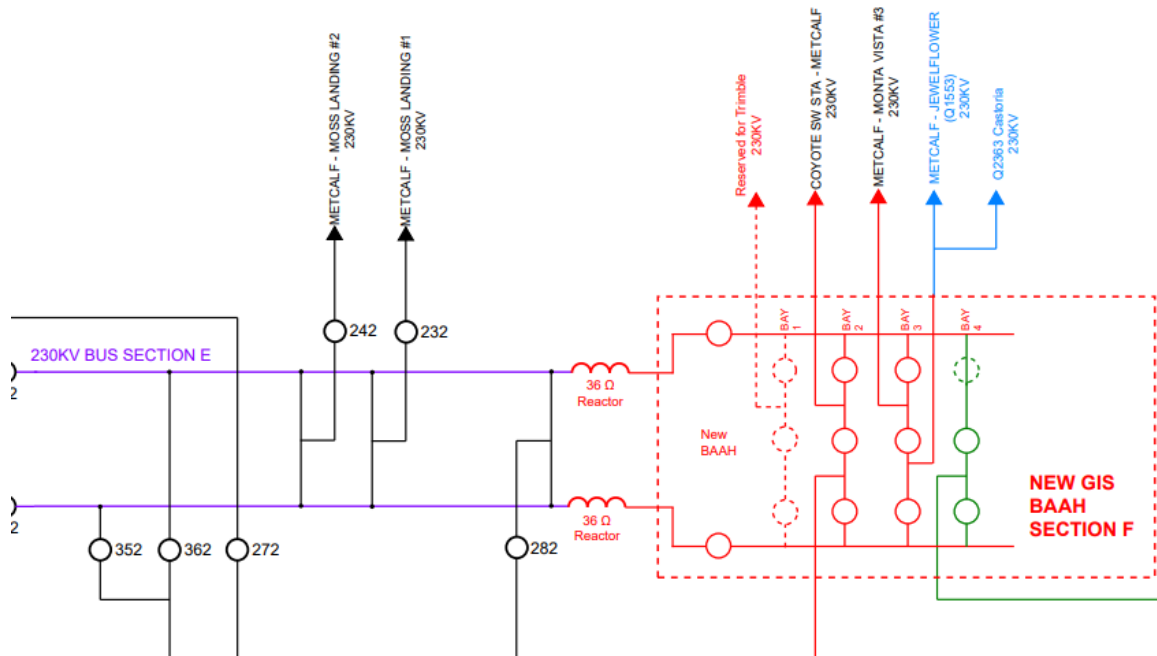 METCALF - MOSS LANDING #2
230KV
METCALF - MOSS LANDING #1
230KV
Reserved for Trimble
230KV
COYOTE SW STA - METCALF
230KV
METCALF - MONTA VISTA #3
230KV
METCALF - JEWELFLOWER
(Q1553)
230KV
Q2363 Castoria
230KV
242
232
BAY
1
BAY
2
BAY
3
BAY
4
230KV BUS SECTION E
2
36 Ω
Reactor
New
BAAH
NEW GIS
BAAH
SECTION F
2
36 Ω
Reactor
352
362
272
282